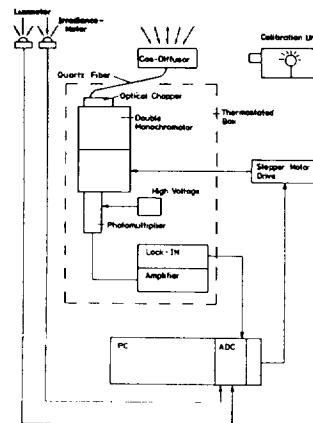 Luxmeter
Irradiance-
Meter
Cos-Diffusor
Calibration
Quartz Fiber
Optical Chopper
Double
Monochromator
Thermostated
Box
Stepper Motor
Drive
High Voltage
Photomultiplier
Lock-IN
Amplifier
PC
ADC